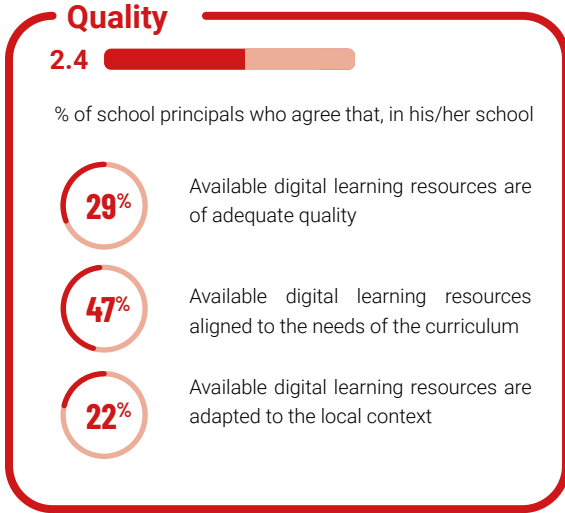 Quality
2.4
% of school principals who agree that, in his/her school
29%
Available digital learning resources are
of adequate quality
47%
Available digital learning resources
aligned to the needs of the curriculum
22%
Available digital learning resources are
adapted to the local context